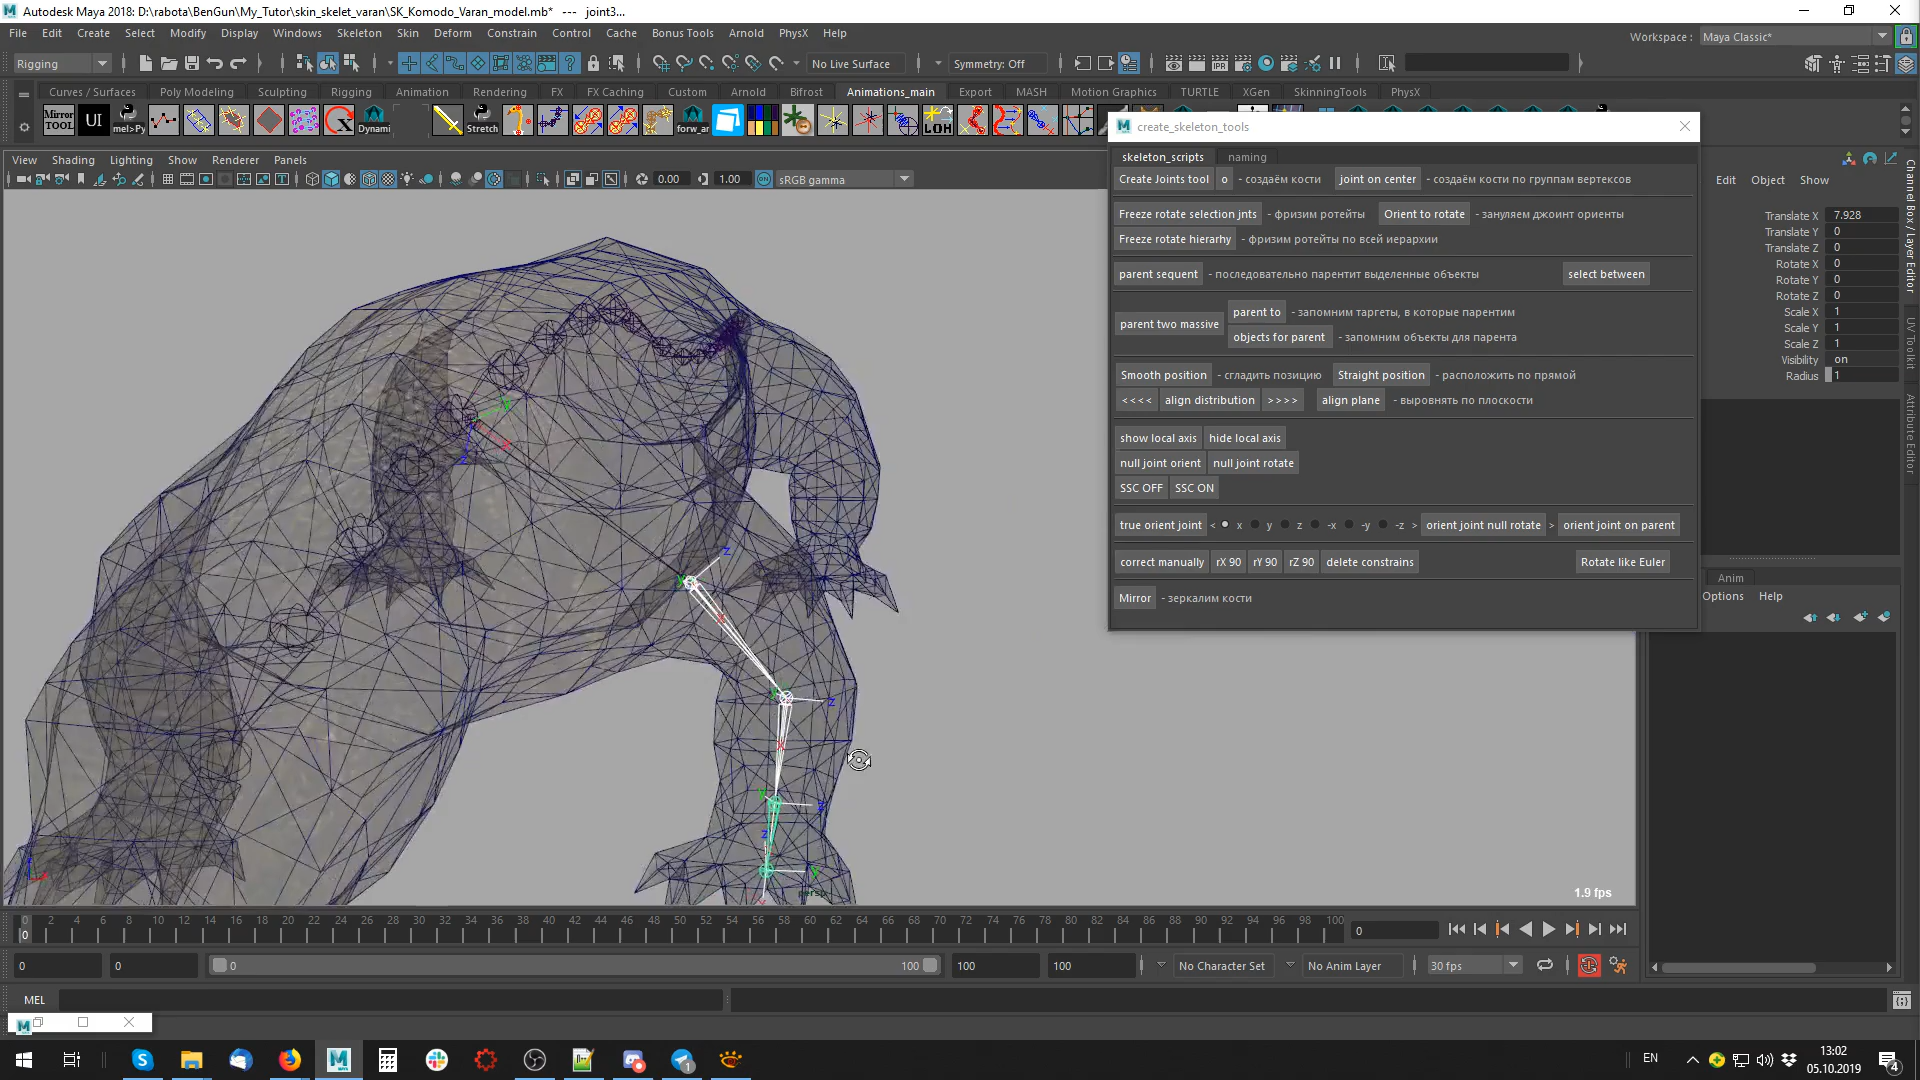 Autodesk Maya 2018: D:\rabota\BenGun\My_Tutor\skin_skelet_varan\SK_Komodo_Varan_model.mb* --- joint3...
File Edit Create Select Modify Display Windows Skeleton Skin Deform Constrain Control Cache Bonus Tools Arnold PhysX Help
Workspace : Maya Classic*
Rigging
No Live Surface
Symmetry: Off
Curves / Surfaces Poly Modeling Sculpting Rigging Animation Rendering FX FX Caching Custom Arnold Bifrost Animations_main Export MASH Motion Graphics TURTLE XGen SkinningTools PhysX
Mirror TOOL UI mel>Py Dynami Stretch forw_ar LOH
create_skeleton_tools
View Shading Lighting Show Renderer Panels
0.00 1.00 sRGB gamma
skeleton_scripts naming
Create Joints tool o - создаём кости joint on center - создаём кости по группам вертексов
Freeze rotate selection jnts - фризим ротейты Orient to rotate - зануляем джоинт ориенты
Freeze rotate hierarhy - фризим ротейты по всей иерархии
parent sequent - последовательно парентит выделенные объекты select between
parent two massive
parent to - запомним таргеты, в которые парентим
objects for parent - запомним объекты для парента
Smooth position - сгладить позицию Straight position - расположить по прямой
<<<< align distribution >>>> align plane - выровнять по плоскости
show local axis hide local axis
null joint orient null joint rotate
SSC OFF SSC ON
true orient joint < x y z -x -y -z > orient joint null rotate > orient joint on parent
correct manually rX 90 rY 90 rZ 90 delete constrains Rotate like Euler
Mirror - зеркалим кости
Edit Object Show
Translate X 7.928
Translate Y 0
Translate Z 0
Rotate X 0
Rotate Y 0
Rotate Z 0
Scale X 1
Scale Y 1
Scale Z 1
Visibility on
Radius 1
Channel Box / Layer Editor
UV Toolkit
Attribute Editor
Anim
Options Help
y
z
z
y
x
y z
x
y z
z
y
persp
1.9 fps
0 2 4 6 8 10 12 14 16 18 20 22 24 26 28 30 32 34 36 38 40 42 44 46 48 50 52 54 56 58 60 62 64 66 68 70 72 74 76 78 80 82 84 86 88 90 92 94 96 98 100
0
0
0 0 0 100 100 100 No Character Set No Anim Layer 30 fps
MEL
EN
13:02
05.10.2019
1
4